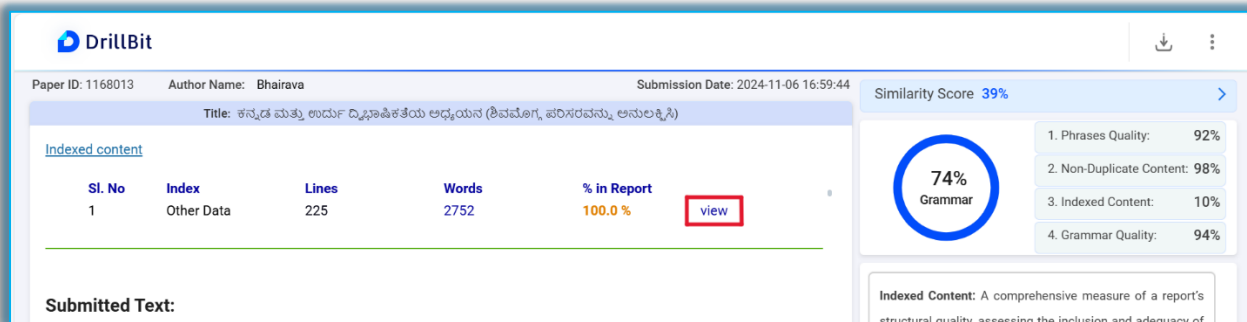 DrillBit
Paper ID: 1168013 Author Name: Bhairava Submission Date: 2024-11-06 16:59:44
Title: ಕನ್ನಡ ಮತ್ತು ಉರ್ದು ದ್ವಿಭಾಷಿಕತೆಯ ಅಧ್ಯಯನ (ಶಿವಮೊಗ್ಗ ಪರಿಸರವನ್ನು ಅನುಲಕ್ಷಿಸಿ)
Indexed content
Sl. No Index Lines Words % in Report
1 Other Data 225 2752 100.0 % view
Submitted Text:
Similarity Score 39%
74%
Grammar
1. Phrases Quality: 92%
2. Non-Duplicate Content: 98%
3. Indexed Content: 10%
4. Grammar Quality: 94%
Indexed Content: A comprehensive measure of a report's
structural quality, assessing the inclusion and adequacy of